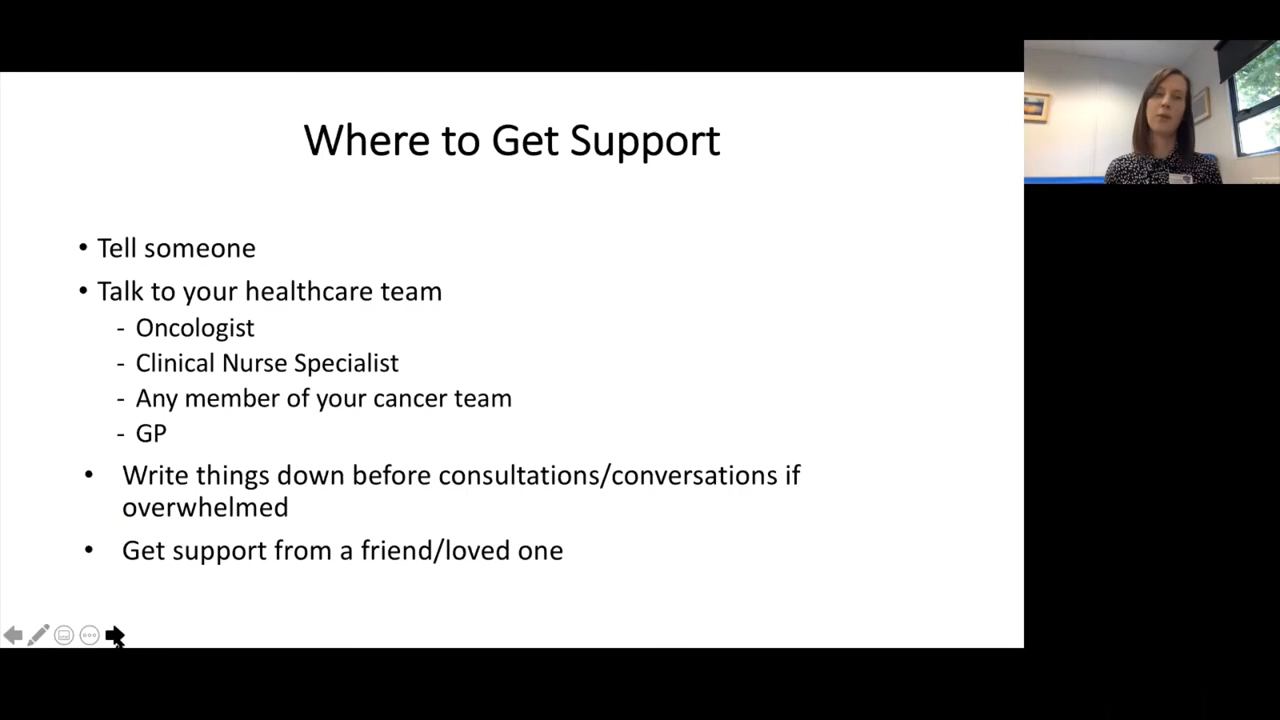 Where to Get Support
• Tell someone
• Talk to your healthcare team
- Oncologist
- Clinical Nurse Specialist
- Any member of your cancer team
- GP
• Write things down before consultations/conversations if
overwhelmed
• Get support from a friend/loved one